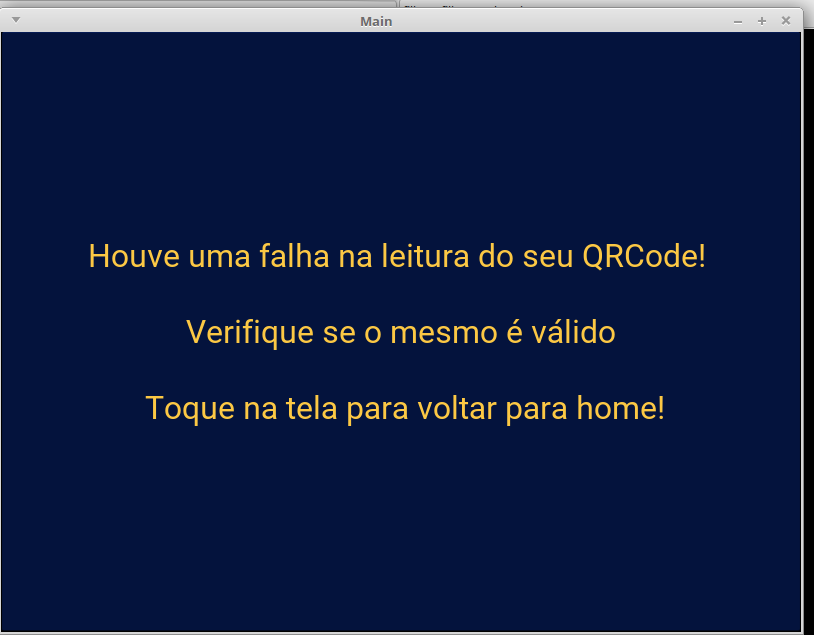 Main
Houve uma falha na leitura do seu QRCode!
Verifique se o mesmo é válido
Toque na tela para voltar para home!